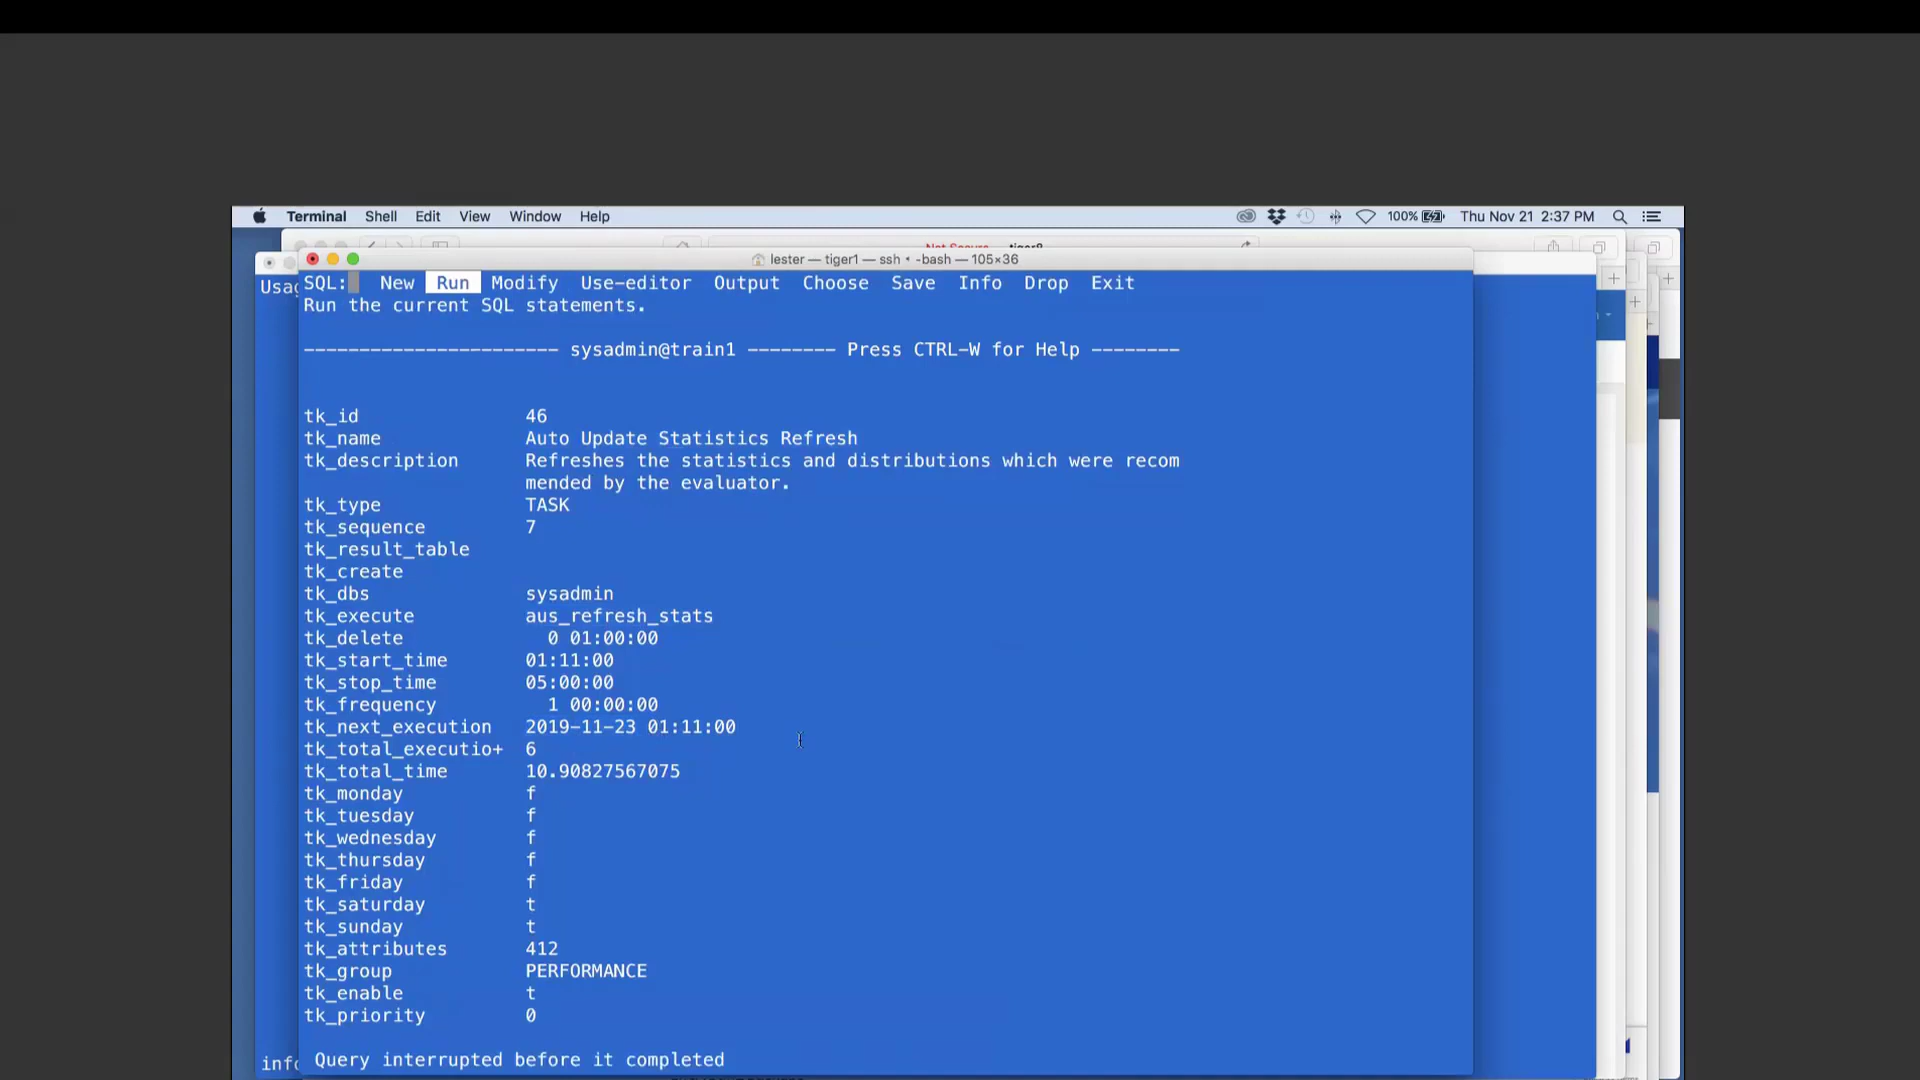 Terminal Shell Edit View Window Help 100% Thu Nov 21 2:37 PM
lester — tiger1 — ssh • -bash — 105×36
Usag
SQL: New Run Modify Use-editor Output Choose Save Info Drop Exit
Run the current SQL statements.
----------------------- sysadmin@train1 -------- Press CTRL-W for Help --------
tk_id 46
tk_name Auto Update Statistics Refresh
tk_description Refreshes the statistics and distributions which were recom
mended by the evaluator.
tk_type TASK
tk_sequence 7
tk_result_table
tk_create
tk_dbs sysadmin
tk_execute aus_refresh_stats
tk_delete 0 01:00:00
tk_start_time 01:11:00
tk_stop_time 05:00:00
tk_frequency 1 00:00:00
tk_next_execution 2019-11-23 01:11:00
tk_total_executio+ 6
tk_total_time 10.90827567075
tk_monday f
tk_tuesday f
tk_wednesday f
tk_thursday f
tk_friday f
tk_saturday t
tk_sunday t
tk_attributes 412
tk_group PERFORMANCE
tk_enable t
tk_priority 0
Query interrupted before it completed
info